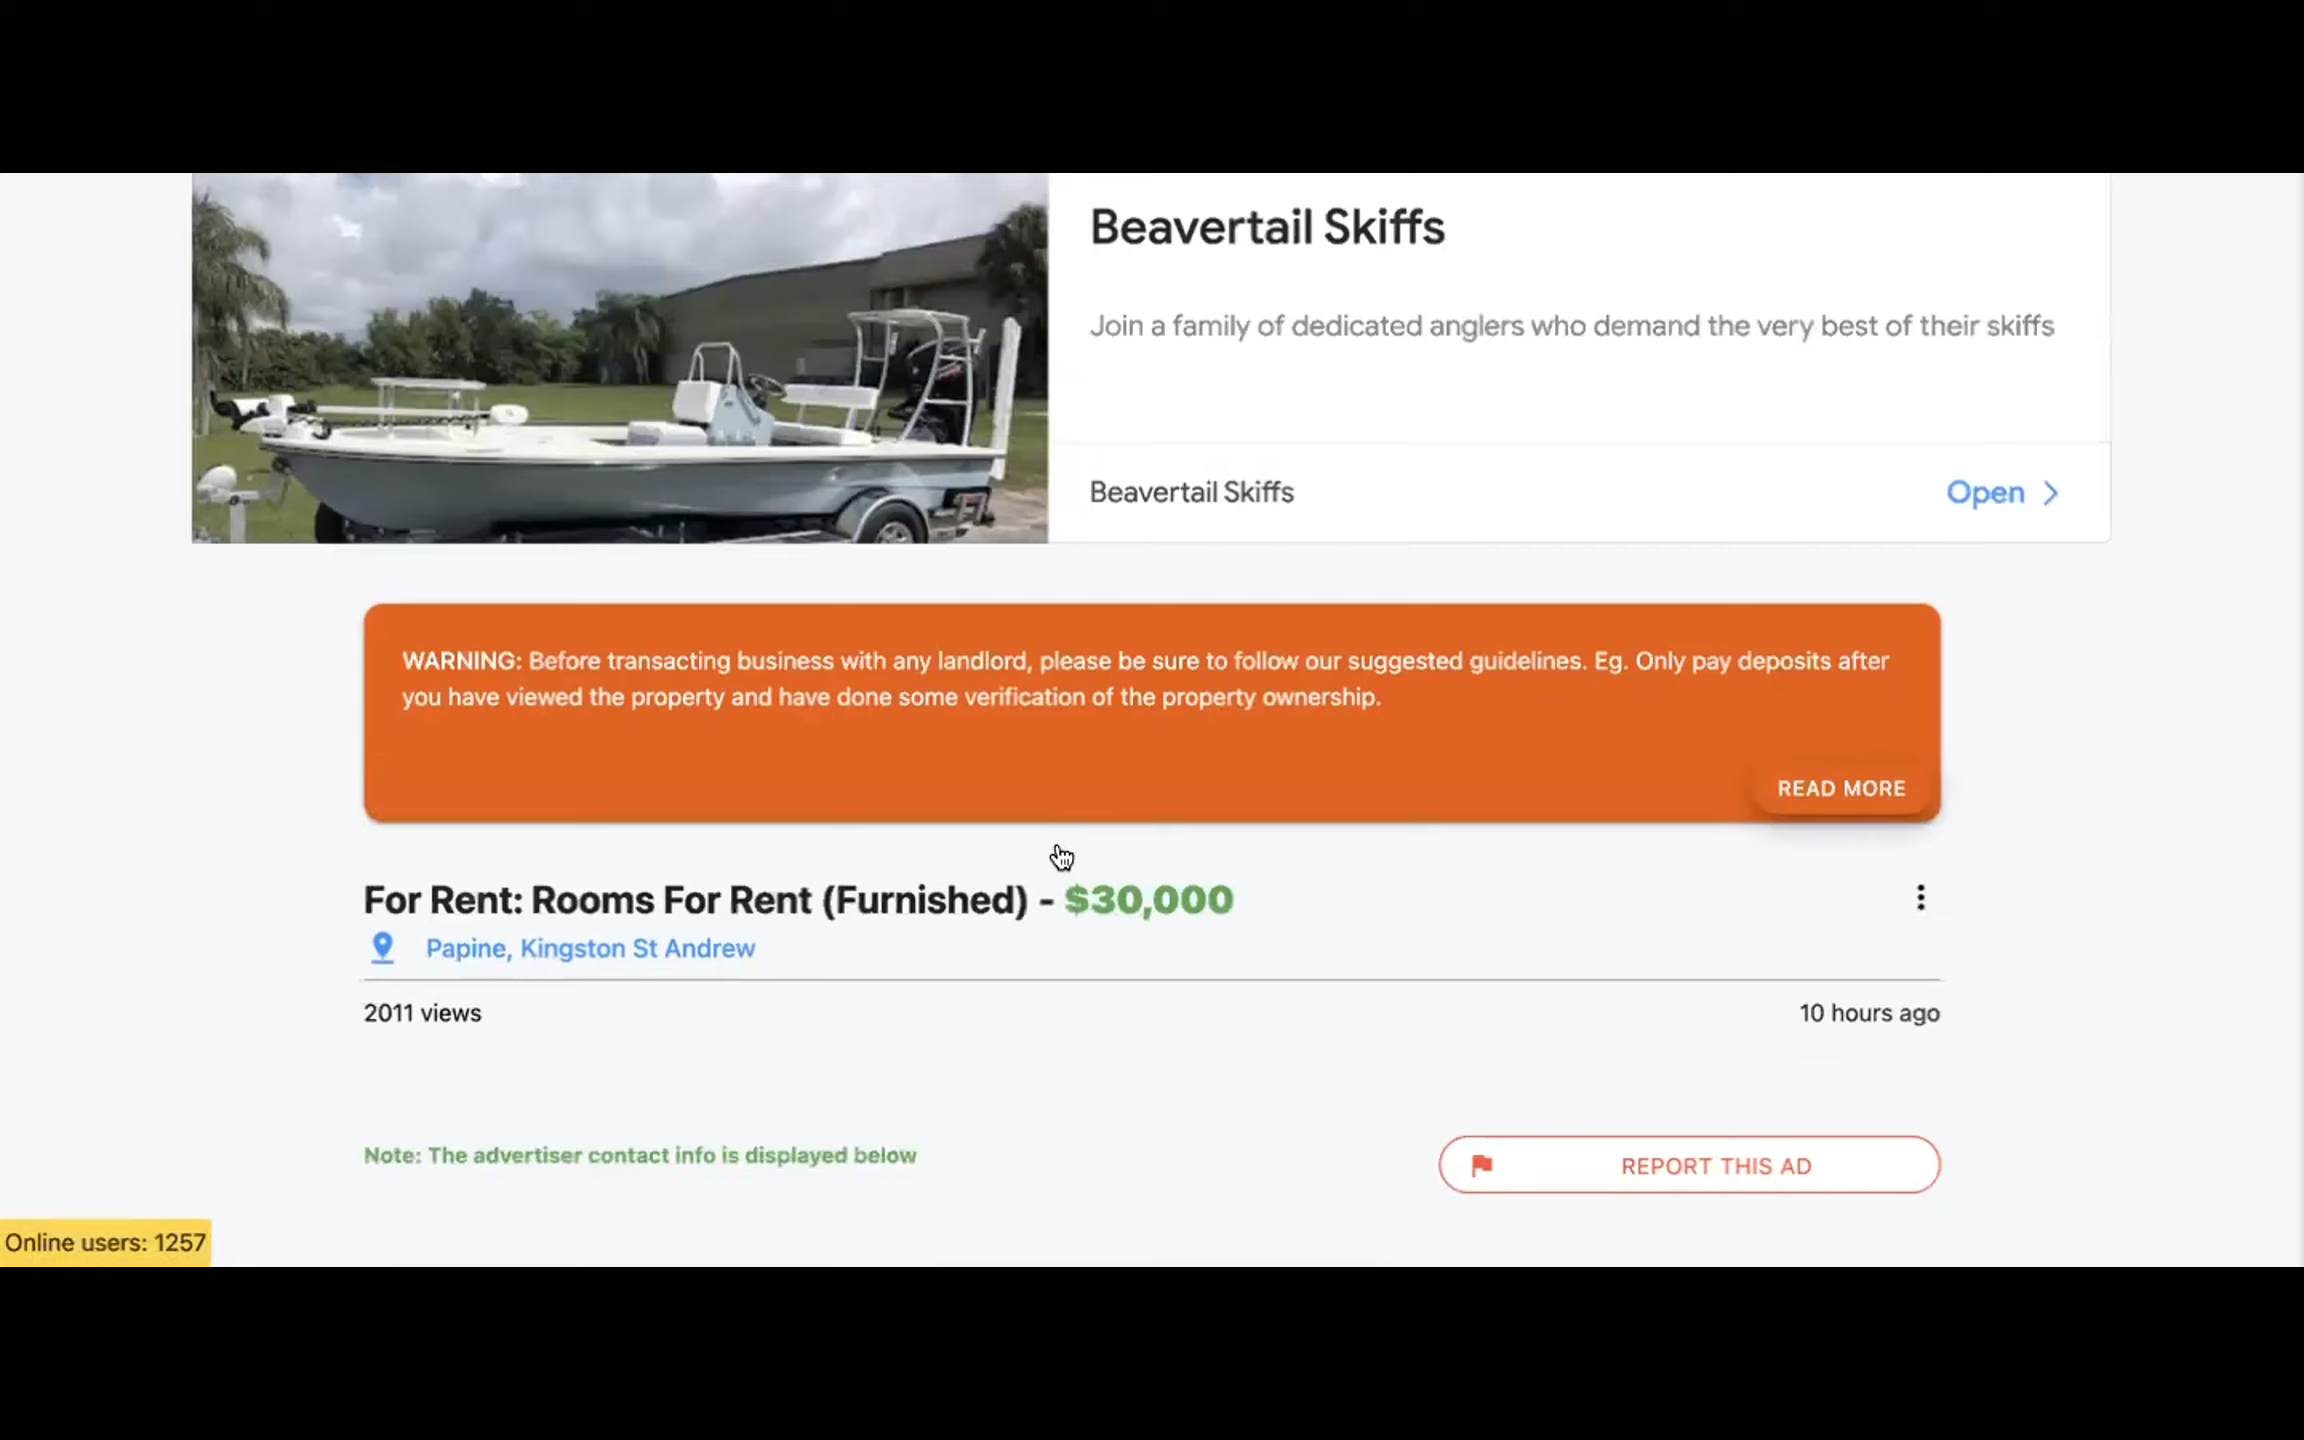 Beavertail Skiffs
Join a family of dedicated anglers who demand the very best of their skiffs
Beavertail Skiffs
Open
WARNING: Before transacting business with any landlord, please be sure to follow our suggested guidelines. Eg. Only pay deposits after
you have viewed the property and have done some verification of the property ownership.
READ MORE
For Rent: Rooms For Rent (Furnished) - $30,000
Papine, Kingston St Andrew
2011 views
10 hours ago
Note: The advertiser contact info is displayed below
REPORT THIS AD
Online users: 1257